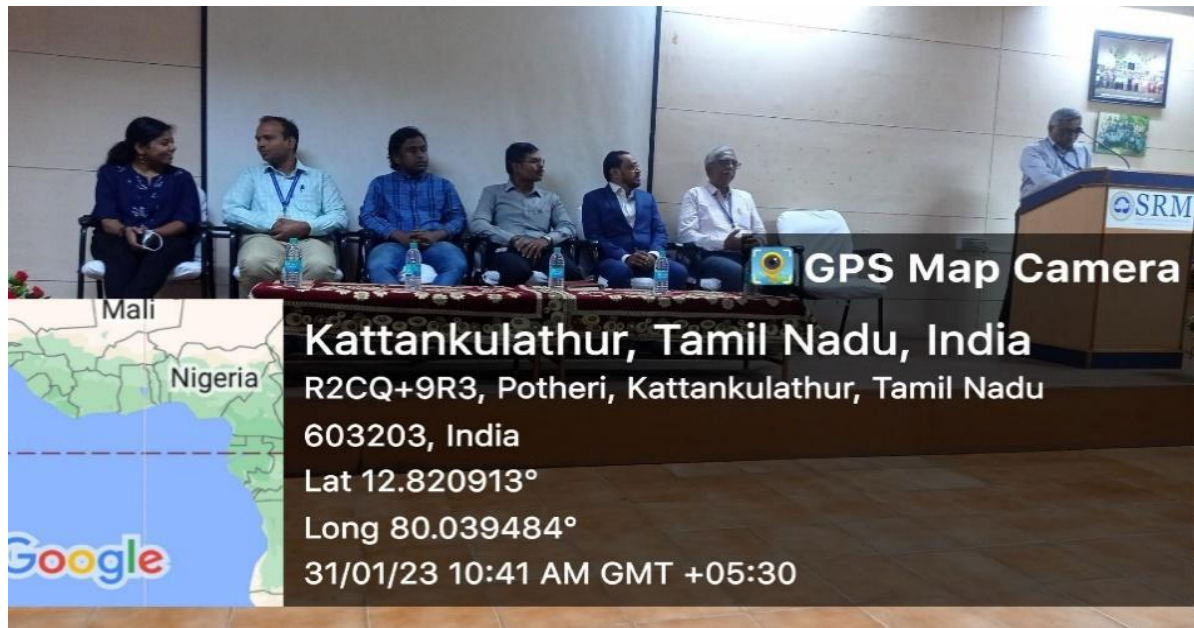 SRM
GPS Map Camera
Mali
Nigeria
Google
Kattankulathur, Tamil Nadu, India
R2CQ+9R3, Potheri, Kattankulathur, Tamil Nadu
603203, India
Lat 12.820913°
Long 80.039484°
31/01/23 10:41 AM GMT +05:30